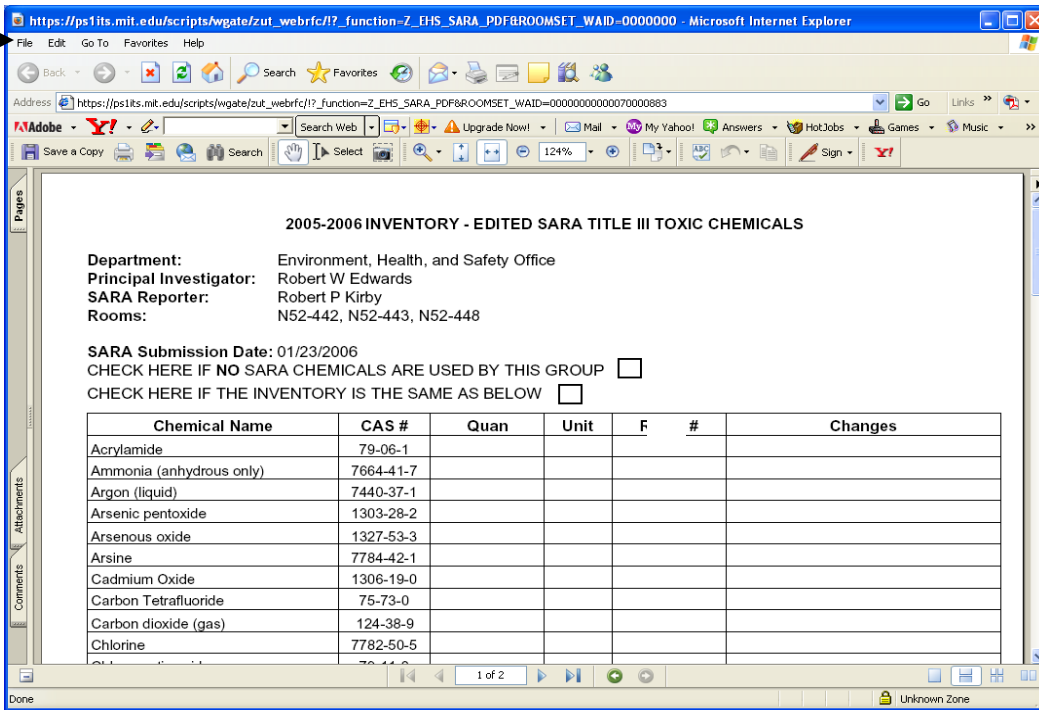 https://ps1its.mit.edu/scripts/wgate/zut_webrfc/!?_function=Z_EHS_SARA_PDF&ROOMSET_WAID=0000000 - Microsoft Internet Explorer
File Edit Go To Favorites Help
Back Search Favorites
Address https://ps1its.mit.edu/scripts/wgate/zut_webrfc/!?_function=Z_EHS_SARA_PDF&ROOMSET_WAID=00000000000070000883 Go Links »
Adobe Y! Search Web Upgrade Now! Mail My Yahoo! Answers HotJobs Games Music »
Save a Copy Search Select 124% Sign Y!
Pages
2005-2006 INVENTORY - EDITED SARA TITLE III TOXIC CHEMICALS
Department: Environment, Health, and Safety Office
Principal Investigator: Robert W Edwards
SARA Reporter: Robert P Kirby
Rooms: N52-442, N52-443, N52-448
SARA Submission Date: 01/23/2006
CHECK HERE IF NO SARA CHEMICALS ARE USED BY THIS GROUP
CHECK HERE IF THE INVENTORY IS THE SAME AS BELOW
Chemical Name CAS # Quan Unit # Changes
Acrylamide 79-06-1
Ammonia (anhydrous only) 7664-41-7
Argon (liquid) 7440-37-1
Arsenic pentoxide 1303-28-2
Arsenous oxide 1327-53-3
Arsine 7784-42-1
Cadmium Oxide 1306-19-0
Carbon Tetrafluoride 75-73-0
Carbon dioxide (gas) 124-38-9
Chlorine 7782-50-5
Attachments
Comments
1 of 2
Done Unknown Zone